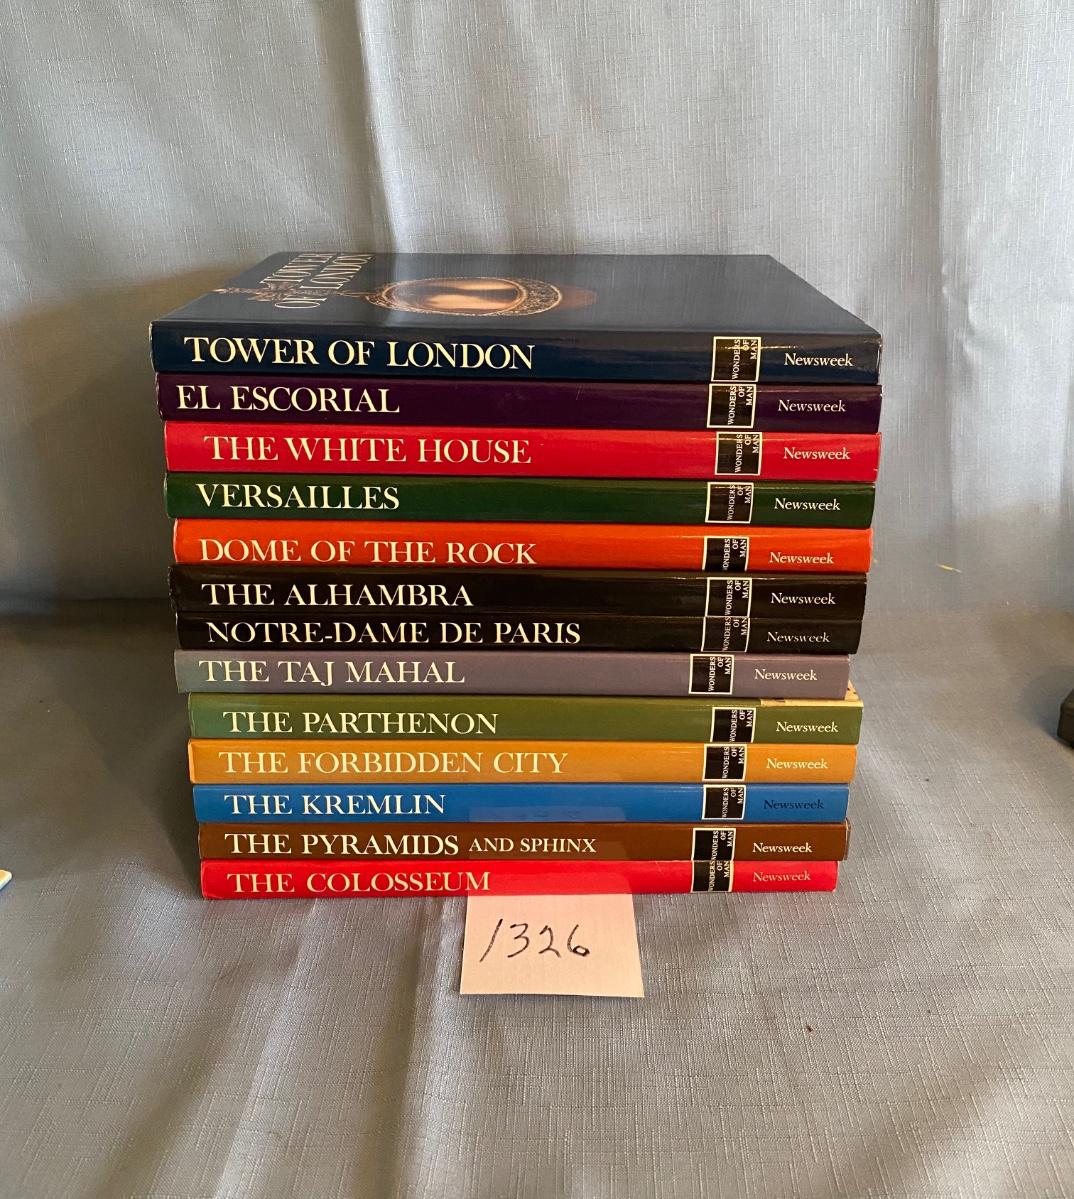 TOWER
OF LONDON
TOWER OF LONDON WONDERS OF MAN Newsweek
EL ESCORIAL WONDERS OF MAN Newsweek
THE WHITE HOUSE WONDERS OF MAN Newsweek
VERSAILLES WONDERS OF MAN Newsweek
DOME OF THE ROCK WONDERS OF MAN Newsweek
THE ALHAMBRA WONDERS OF MAN Newsweek
NOTRE-DAME DE PARIS WONDERS OF MAN Newsweek
THE TAJ MAHAL WONDERS OF MAN Newsweek
THE PARTHENON WONDERS OF MAN Newsweek
THE FORBIDDEN CITY WONDERS OF MAN Newsweek
THE KREMLIN WONDERS OF MAN Newsweek
THE PYRAMIDS AND SPHINX WONDERS OF MAN Newsweek
THE COLOSSEUM WONDERS OF MAN Newsweek
1326